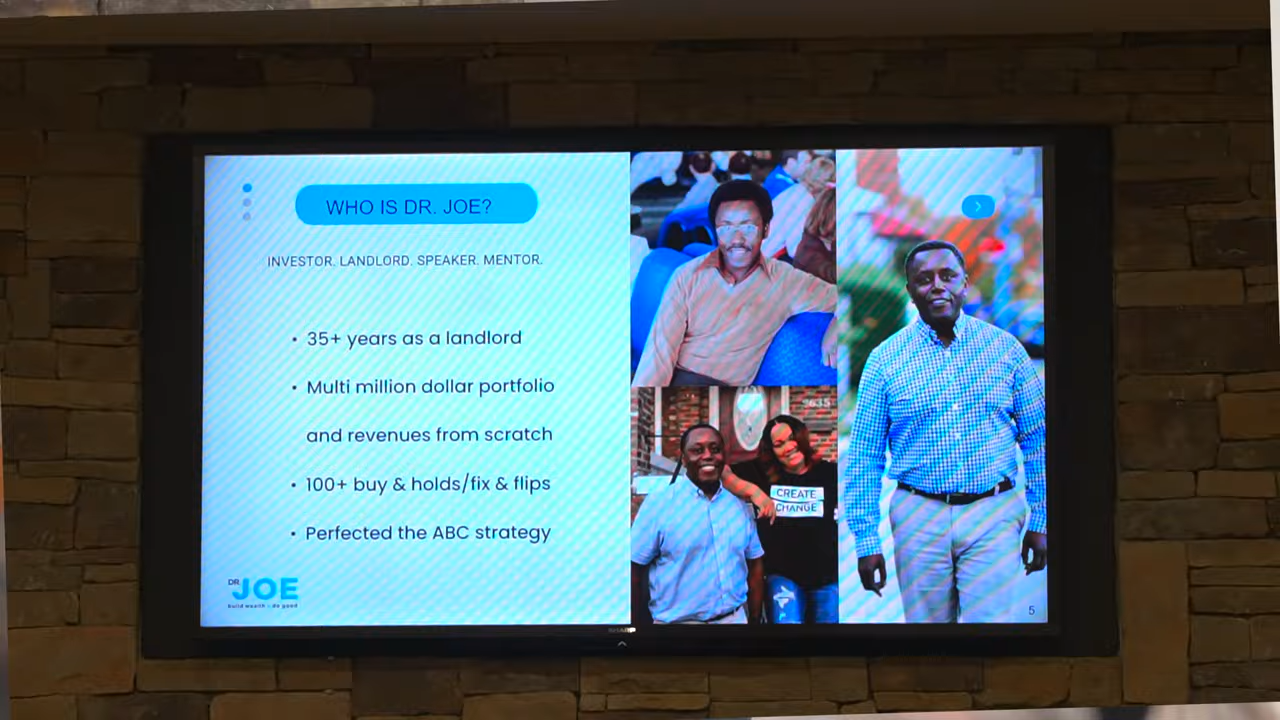 WHO IS DR. JOE?
INVESTOR. LANDLORD. SPEAKER. MENTOR.
• 35+ years as a landlord
• Multi million dollar portfolio
and revenues from scratch
• 100+ buy & holds/fix & flips
• Perfected the ABC strategy
DR. JOE
build wealth - do good
9635
CREATE
CHANGE
5
SHARP